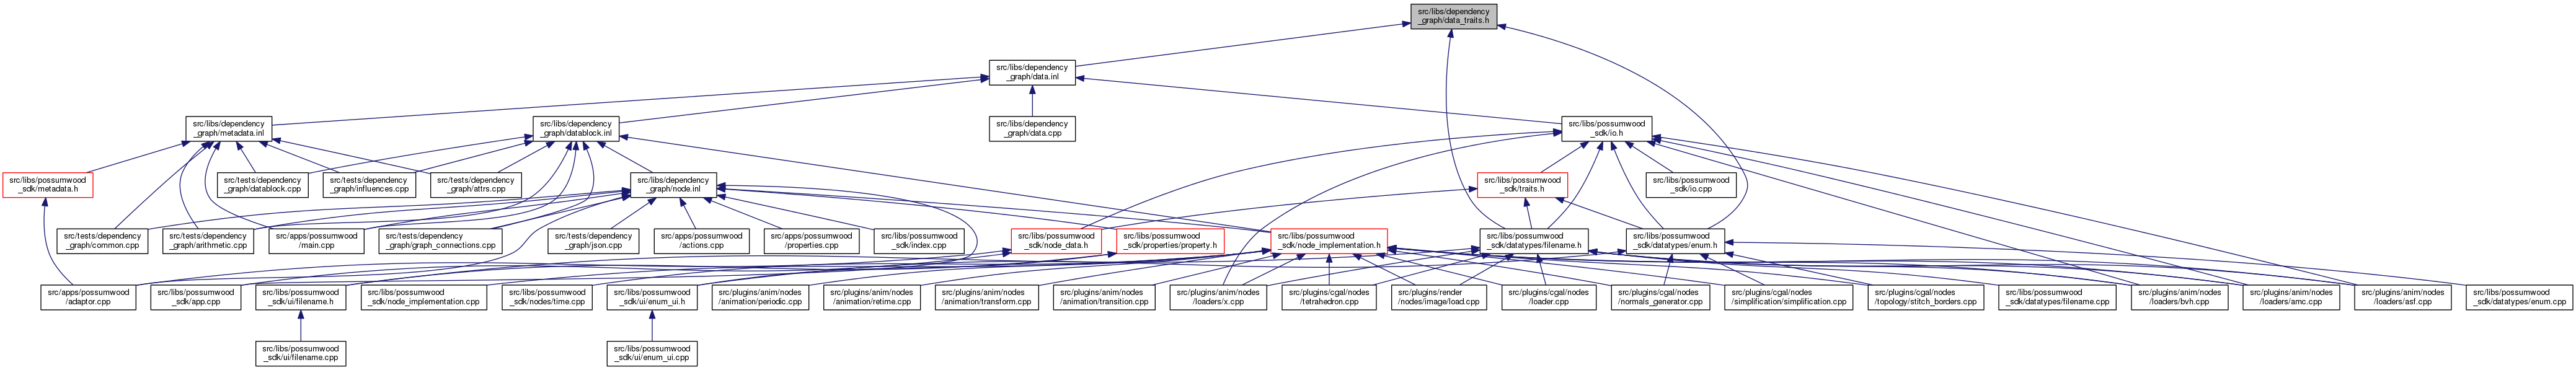 src/libs/dependency
_graph/data_traits.h
src/libs/dependency
_graph/data.inl
src/libs/dependency
_graph/metadata.inl
src/libs/dependency
_graph/datablock.inl
src/libs/dependency
_graph/data.cpp
src/libs/possumwood
_sdk/io.h
src/libs/possumwood
_sdk/metadata.h
src/tests/dependency
_graph/datablock.cpp
src/tests/dependency
_graph/influences.cpp
src/tests/dependency
_graph/attrs.cpp
src/libs/dependency
_graph/node.inl
src/libs/possumwood
_sdk/traits.h
src/libs/possumwood
_sdk/io.cpp
src/tests/dependency
_graph/common.cpp
src/tests/dependency
_graph/arithmetic.cpp
src/apps/possumwood
/main.cpp
src/tests/dependency
_graph/graph_connections.cpp
src/tests/dependency
_graph/json.cpp
src/apps/possumwood
/actions.cpp
src/apps/possumwood
/properties.cpp
src/libs/possumwood
_sdk/index.cpp
src/libs/possumwood
_sdk/node_data.h
src/libs/possumwood
_sdk/properties/property.h
src/libs/possumwood
_sdk/node_implementation.h
src/libs/possumwood
_sdk/datatypes/filename.h
src/libs/possumwood
_sdk/datatypes/enum.h
src/apps/possumwood
/adaptor.cpp
src/libs/possumwood
_sdk/app.cpp
src/libs/possumwood
_sdk/ui/filename.h
src/libs/possumwood
_sdk/node_implementation.cpp
src/libs/possumwood
_sdk/nodes/time.cpp
src/libs/possumwood
_sdk/ui/enum_ui.h
src/plugins/anim/nodes
/animation/periodic.cpp
src/plugins/anim/nodes
/animation/retime.cpp
src/plugins/anim/nodes
/animation/transform.cpp
src/plugins/anim/nodes
/animation/transition.cpp
src/plugins/anim/nodes
/loaders/x.cpp
src/plugins/cgal/nodes
/tetrahedron.cpp
src/plugins/render
/nodes/image/load.cpp
src/plugins/cgal/nodes
/loader.cpp
src/plugins/cgal/nodes
/normals_generator.cpp
src/plugins/cgal/nodes
/simplification/simplification.cpp
src/plugins/cgal/nodes
/topology/stitch_borders.cpp
src/libs/possumwood
_sdk/datatypes/filename.cpp
src/plugins/anim/nodes
/loaders/bvh.cpp
src/plugins/anim/nodes
/loaders/amc.cpp
src/plugins/anim/nodes
/loaders/asf.cpp
src/libs/possumwood
_sdk/datatypes/enum.cpp
src/libs/possumwood
_sdk/ui/filename.cpp
src/libs/possumwood
_sdk/ui/enum_ui.cpp